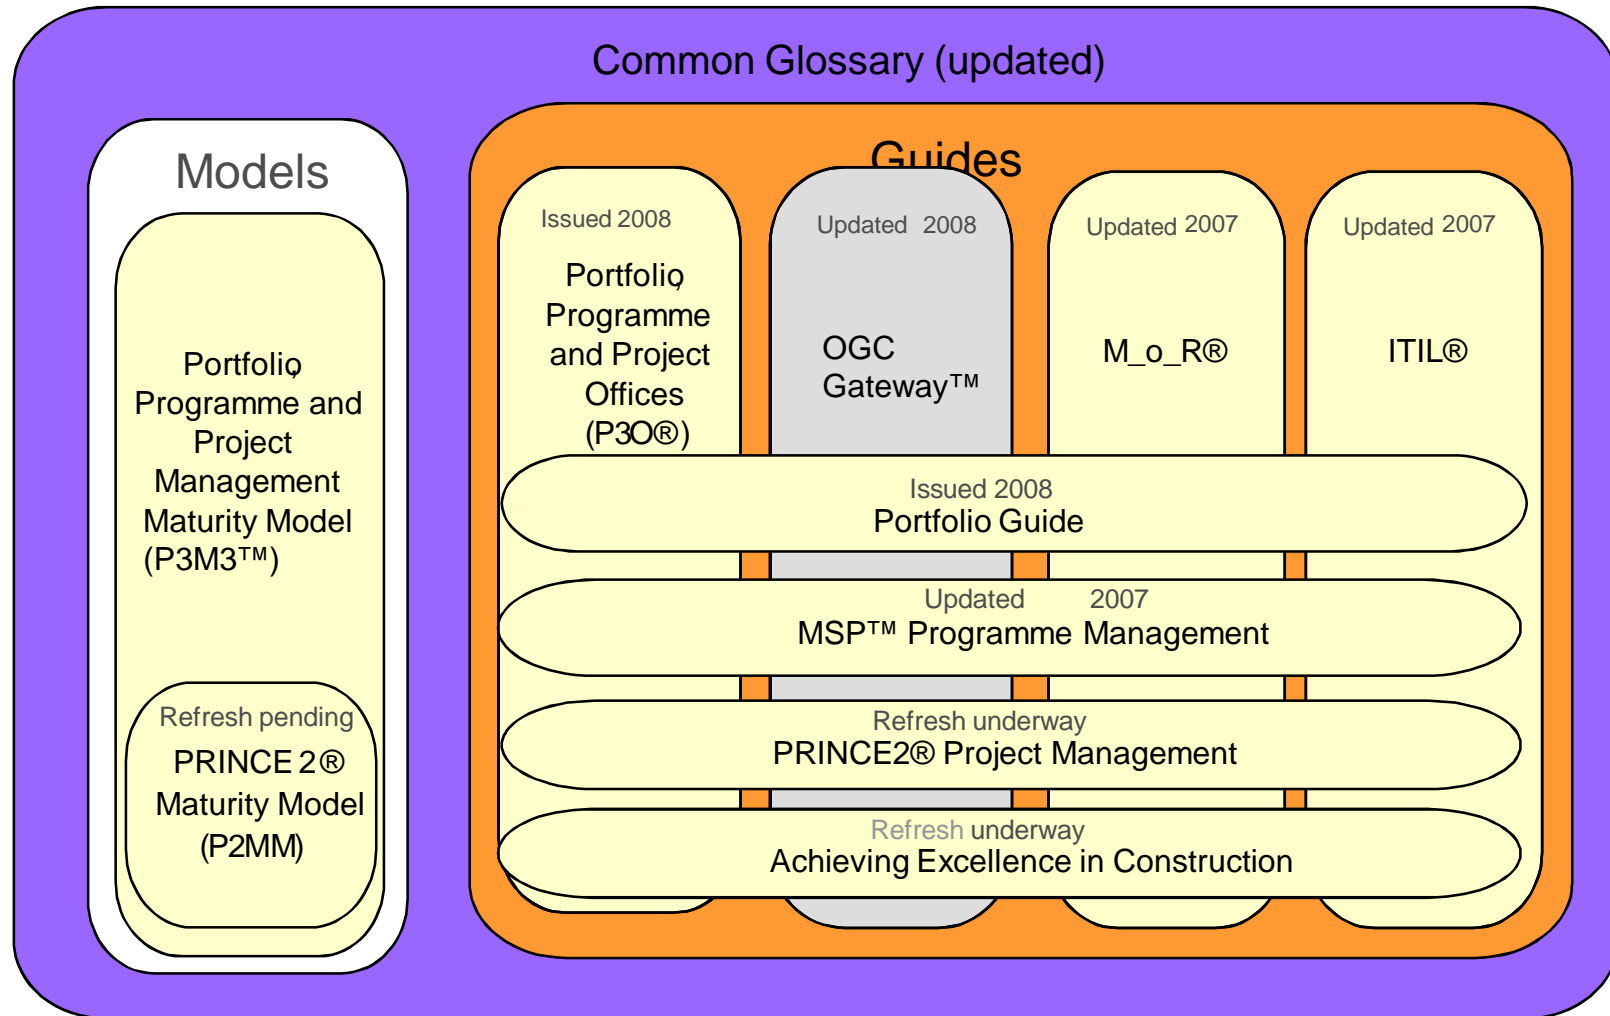 Common Glossary (updated)
Models
Portfolio,
Programme and
Project
Management
Maturity Model
(P3M3™)
Refresh pending
PRINCE 2®
Maturity Model
(P2MM)
Guides
Issued 2008
Portfolio,
Programme
and Project
Offices
(P3O®)
Updated 2008
OGC
Gateway™
Updated 2007
M_o_R®
Updated 2007
ITIL®
Issued 2008
Portfolio Guide
Updated 2007
MSP™ Programme Management
Refresh underway
PRINCE2® Project Management
Refresh underway
Achieving Excellence in Construction